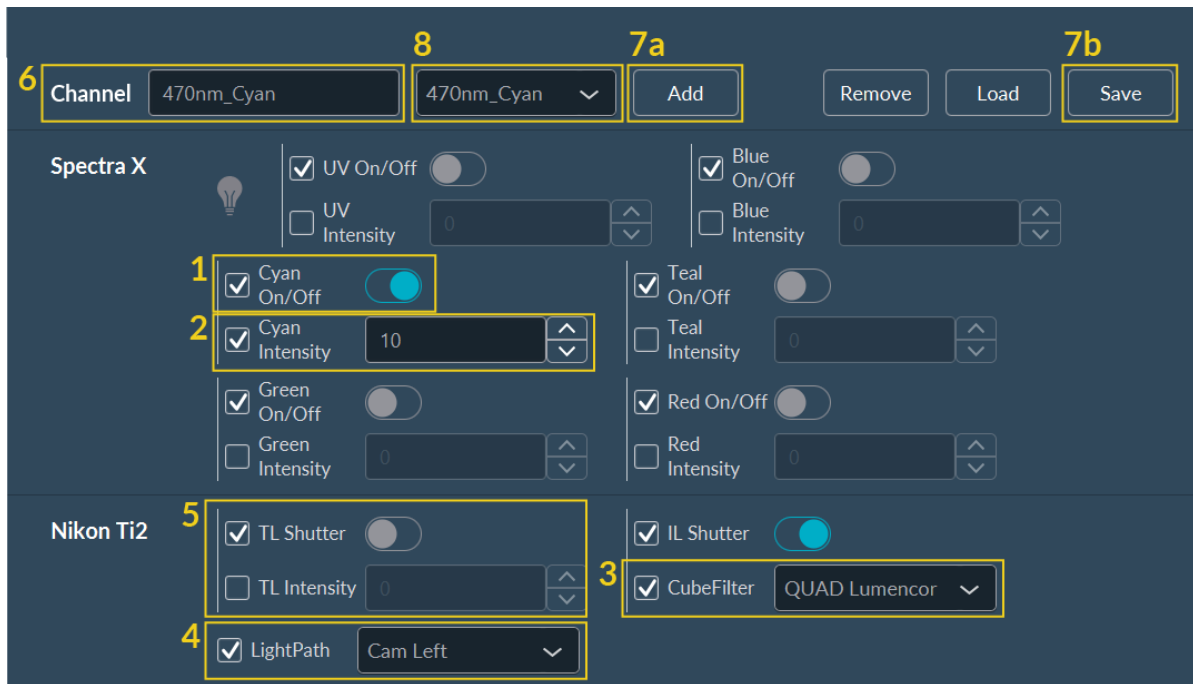 8 7a 7b
6 Channel 470nm_Cyan 470nm_Cyan Add Remove Load Save
Spectra X
UV On/Off
Blue
On/Off
UV
Intensity
0
Blue
Intensity
0
1 Cyan
On/Off
Teal
On/Off
2 Cyan
Intensity
10
Teal
Intensity
0
Green
On/Off
Red On/Off
Green
Intensity
0
Red
Intensity
0
Nikon Ti2
5 TL Shutter IL Shutter
TL Intensity 0 3 CubeFilter QUAD Lumencor
4 LightPath Cam Left